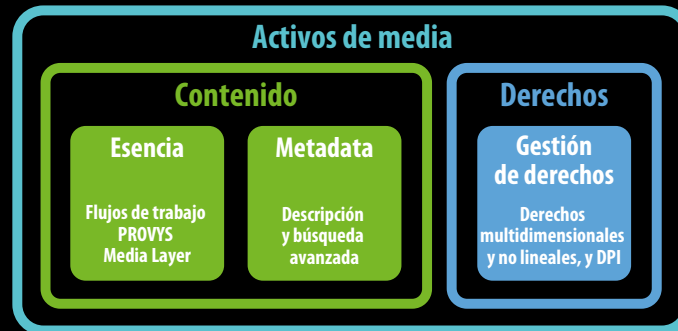 Activos de media
Contenido
Derechos
Esencia
Flujos de trabajo
PROVYS
Media Layer
Metadata
Descripción
y búsqueda
avanzada
Gestión
de derechos
Derechos
multidimensionales
y no lineales, y DPI